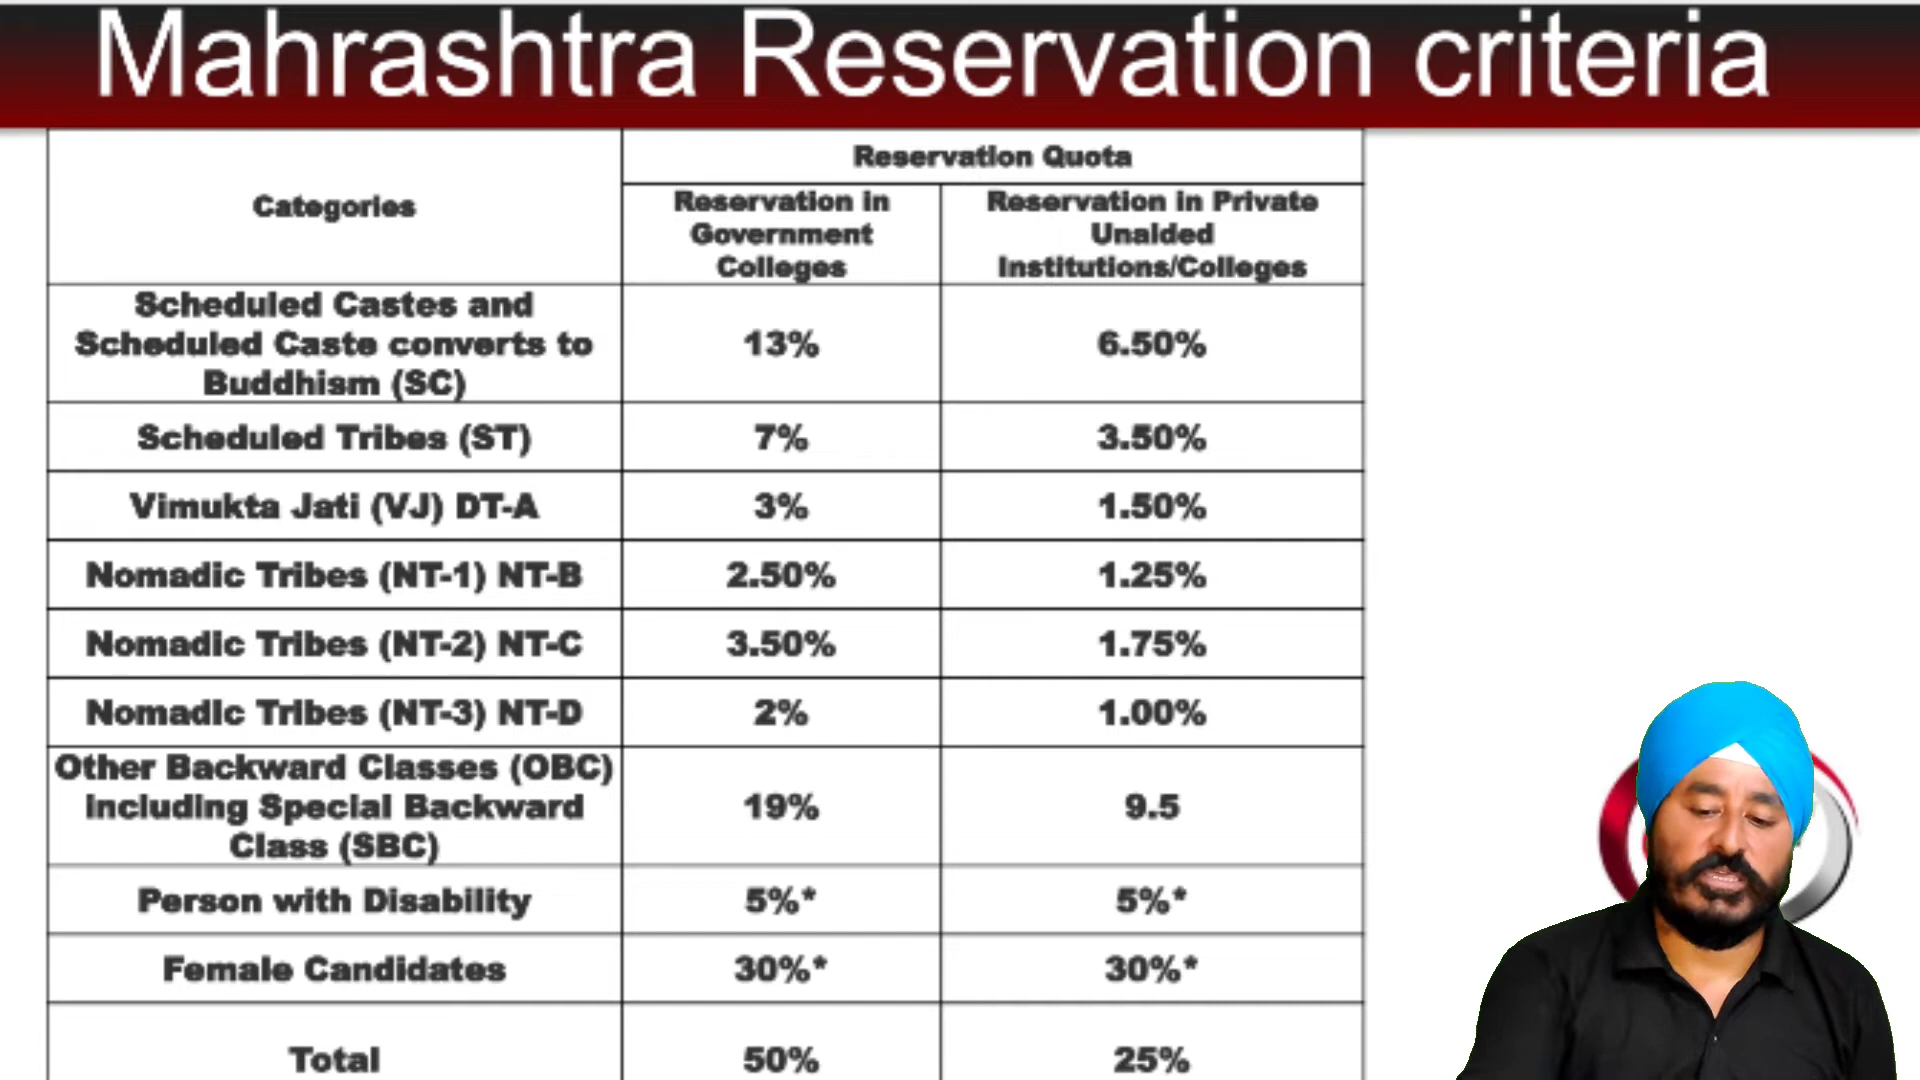 Mahrashtra Reservation criteria
Categories
Reservation Quota
Reservation in
Government
Colleges
Reservation in Private
Unaided
Institutions/Colleges
Scheduled Castes and
Scheduled Caste converts to
Buddhism (SC)
13%
6.50%
Scheduled Tribes (ST)
7%
3.50%
Vimukta Jati (VJ) DT-A
3%
1.50%
Nomadic Tribes (NT-1) NT-B
2.50%
1.25%
Nomadic Tribes (NT-2) NT-C
3.50%
1.75%
Nomadic Tribes (NT-3) NT-D
2%
1.00%
Other Backward Classes (OBC)
including Special Backward
Class (SBC)
19%
9.5
Person with Disability
5%*
5%*
Female Candidates
30%*
30%*
Total
50%
25%